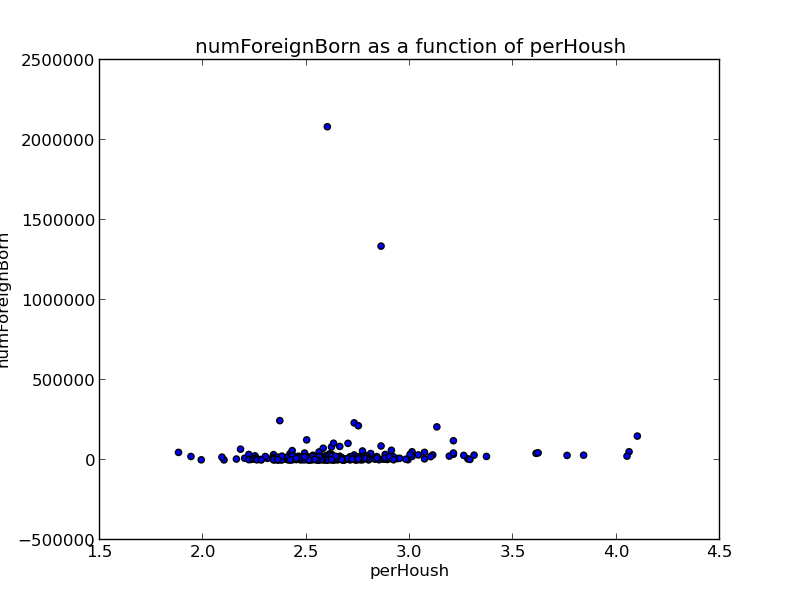 numForeignBorn as a function of perHoush
2500000
2000000
1500000
1000000
500000
0
−500000
numForeignBorn
1.5 2.0 2.5 3.0 3.5 4.0 4.5
perHoush